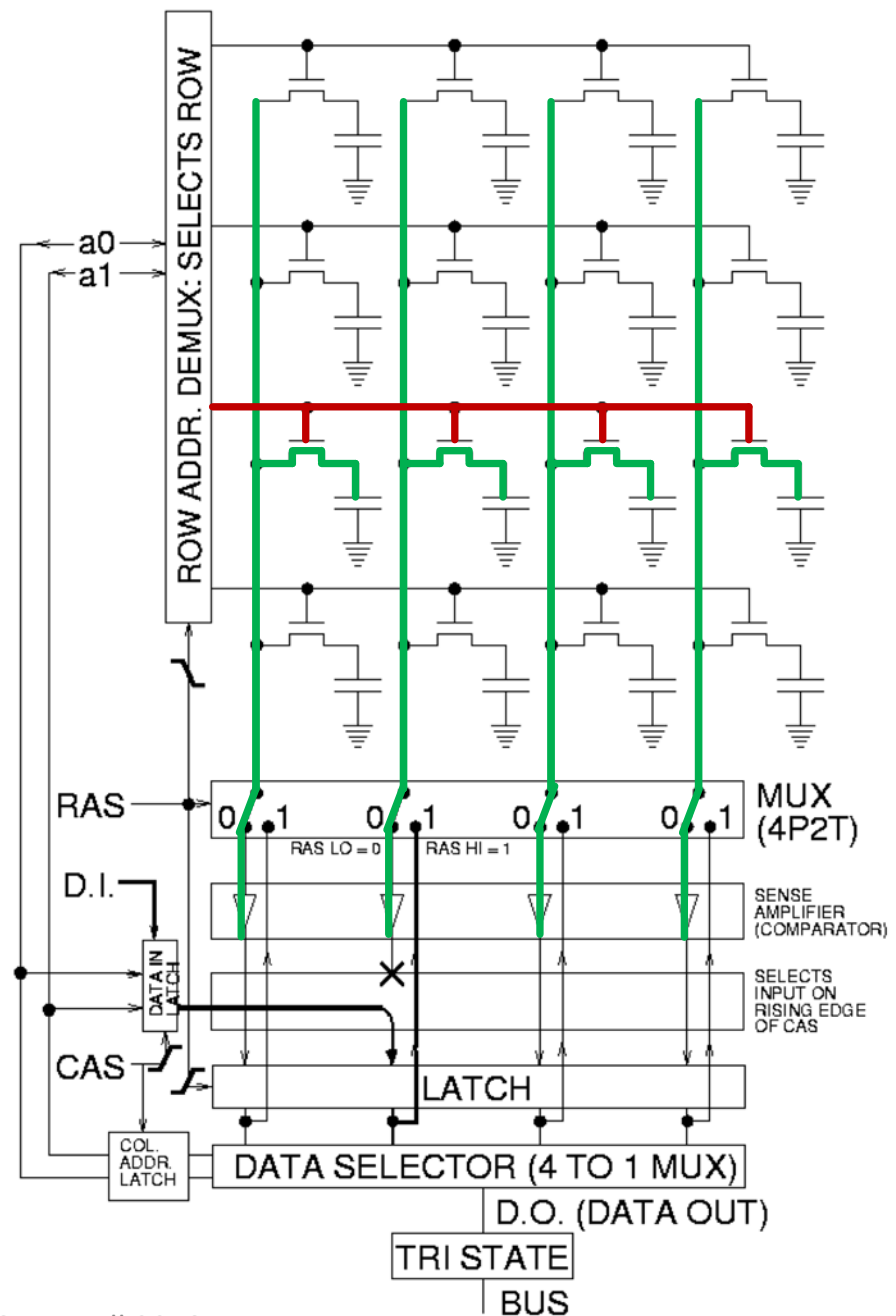 ROW ADDR. DEMUX: SELECTS ROW
a0
a1
RAS
0 1
0 1
0 1
0 1
MUX
(4P2T)
RAS LO = 0
RAS HI = 1
D.I.
SENSE
AMPLIFIER
(COMPARATOR)
DATA IN
LATCH
SELECTS
INPUT ON
RISING EDGE
OF CAS
CAS
LATCH
COL.
ADDR.
LATCH
DATA SELECTOR (4 TO 1 MUX)
D.O. (DATA OUT)
TRI STATE
BUS